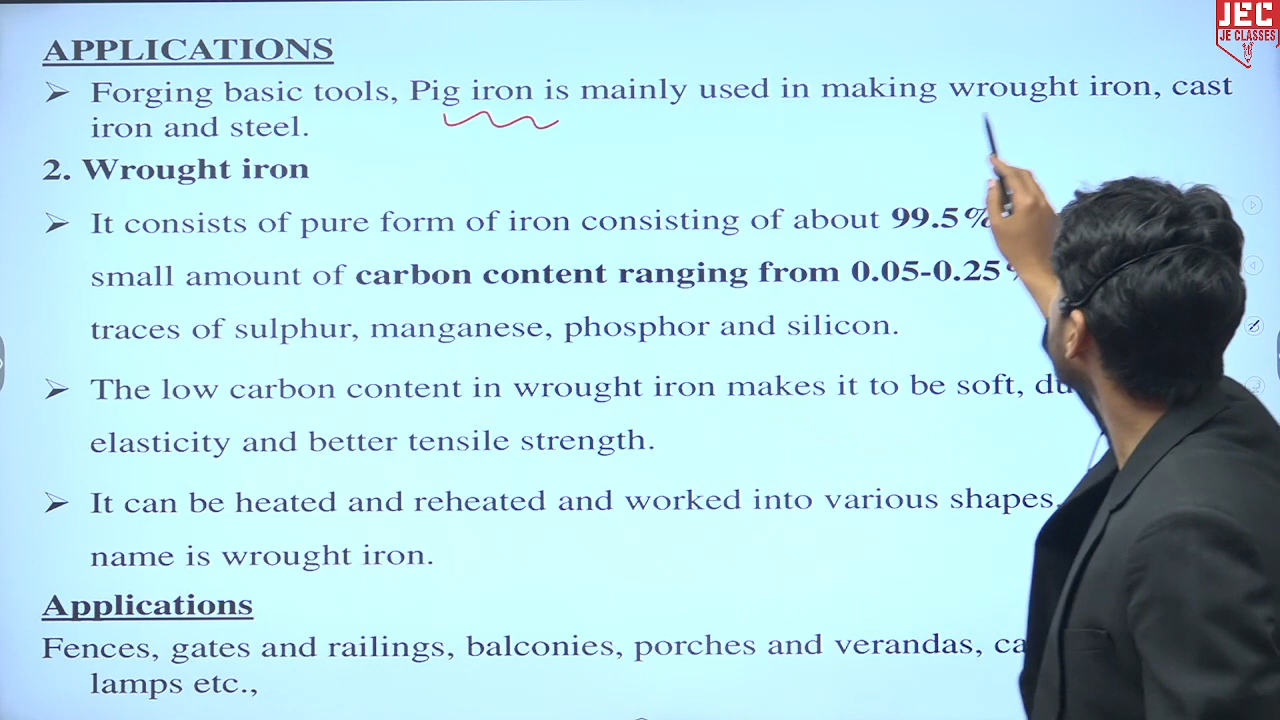 JEC
JE CLASSES
APPLICATIONS
➢ Forging basic tools, Pig iron is mainly used in making wrought iron, cast
iron and steel.
2. Wrought iron
➢ It consists of pure form of iron consisting of about 99.5%
small amount of carbon content ranging from 0.05-0.25%
traces of sulphur, manganese, phosphor and silicon.
➢ The low carbon content in wrought iron makes it to be soft,
elasticity and better tensile strength.
➢ It can be heated and reheated and worked into various shapes,
name is wrought iron.
Applications
Fences, gates and railings, balconies, porches and verandas,
lamps etc.,